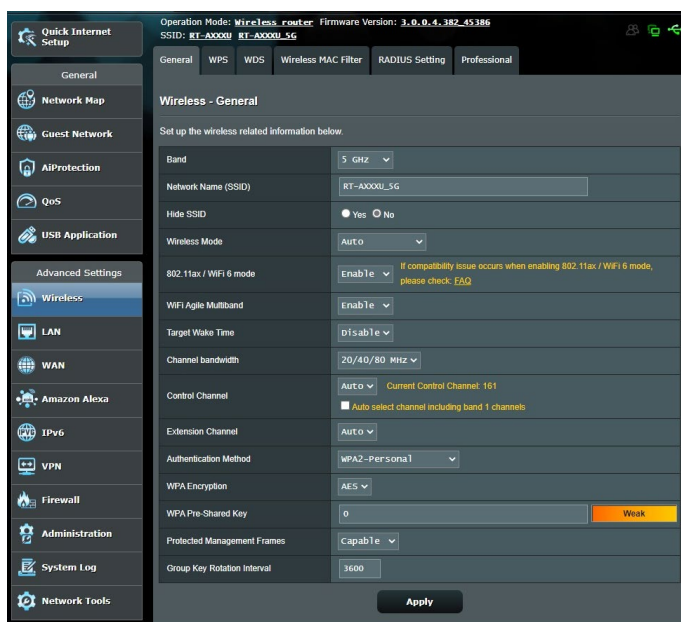 Quick Internet
Setup
General
Network Map
Guest Network
AiProtection
QoS
USB Application
Advanced Settings
Wireless
LAN
WAN
Amazon Alexa
IPv6
VPN
Firewall
Administration
System Log
Network Tools
Operation Mode: Wireless router Firmware Version: 3.0.0.4.382_45386
SSID: RT-AXXXU RT-AXXXU_5G
General WPS WDS Wireless MAC Filter RADIUS Setting Professional
Wireless - General
Set up the wireless related information below.
Band 5 GHz
Network Name (SSID) RT-AXXXU_5G
Hide SSID Yes No
Wireless Mode Auto
802.11ax / WiFi 6 mode Enable If compatibility issue occurs when enabling 802.11ax / WiFi 6 mode,
please check: FAQ
WiFi Agile Multiband Enable
Target Wake Time Disable
Channel bandwidth 20/40/80 MHz
Control Channel Auto Current Control Channel: 161
Auto select channel including band 1 channels
Extension Channel Auto
Authentication Method WPA2-Personal
WPA Encryption AES
WPA Pre-Shared Key 0 Weak
Protected Management Frames Capable
Group Key Rotation Interval 3600
Apply